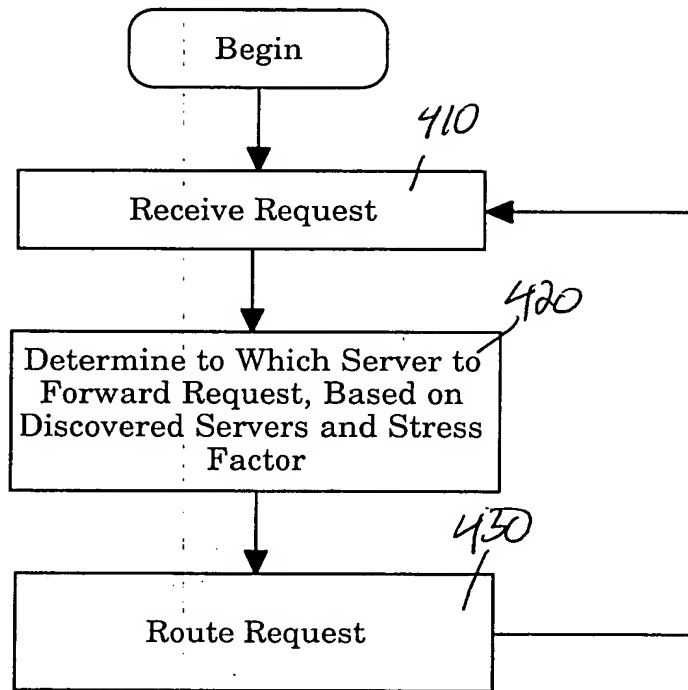 Begin
410
Receive Request
420
Determine to Which Server to
Forward Request, Based on
Discovered Servers and Stress
Factor
430
Route Request